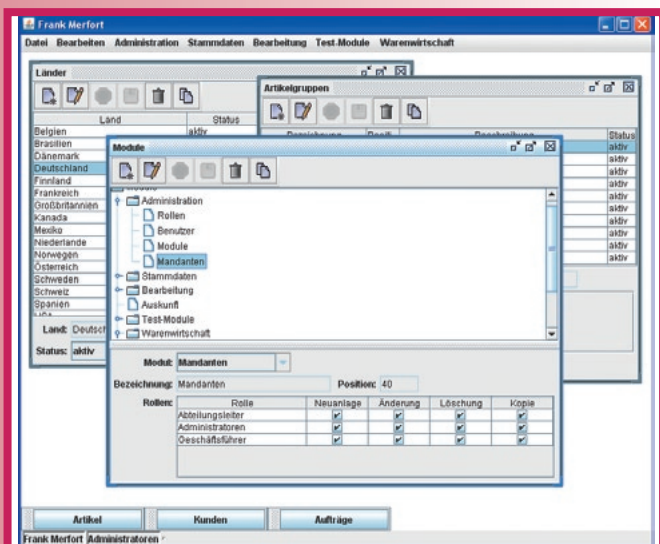 Frank Merfort
Datei Bearbeiten Administration Stammdaten Bearbeitung Test-Module Warenwirtschaft
Länder
Land Status
Belgien aktiv
Brasilien
Dänemark
Deutschland
Finnland
Frankreich
Großbritannien
Kanada
Mexiko
Niederlande
Norwegen
Österreich
Schweden
Schweiz
Spanien
Land: Deutsch
Status: aktiv
Artikelgruppen
Status
aktiv
aktiv
aktiv
aktiv
aktiv
aktiv
aktiv
aktiv
aktiv
aktiv
Module
Administration
Rollen
Benutzer
Module
Mandanten
Stammdaten
Bearbeitung
Auskunft
Test-Module
Warenwirtschaft
Modul: Mandanten
Bezeichnung: Mandanten Position: 40
Rollen: Rolle Neuanlage Änderung Löschung Kopie
Abteilungsleiter
Administratoren
Geschäftsführer
Artikel Kunden Aufträge
Frank Merfort Administratoren